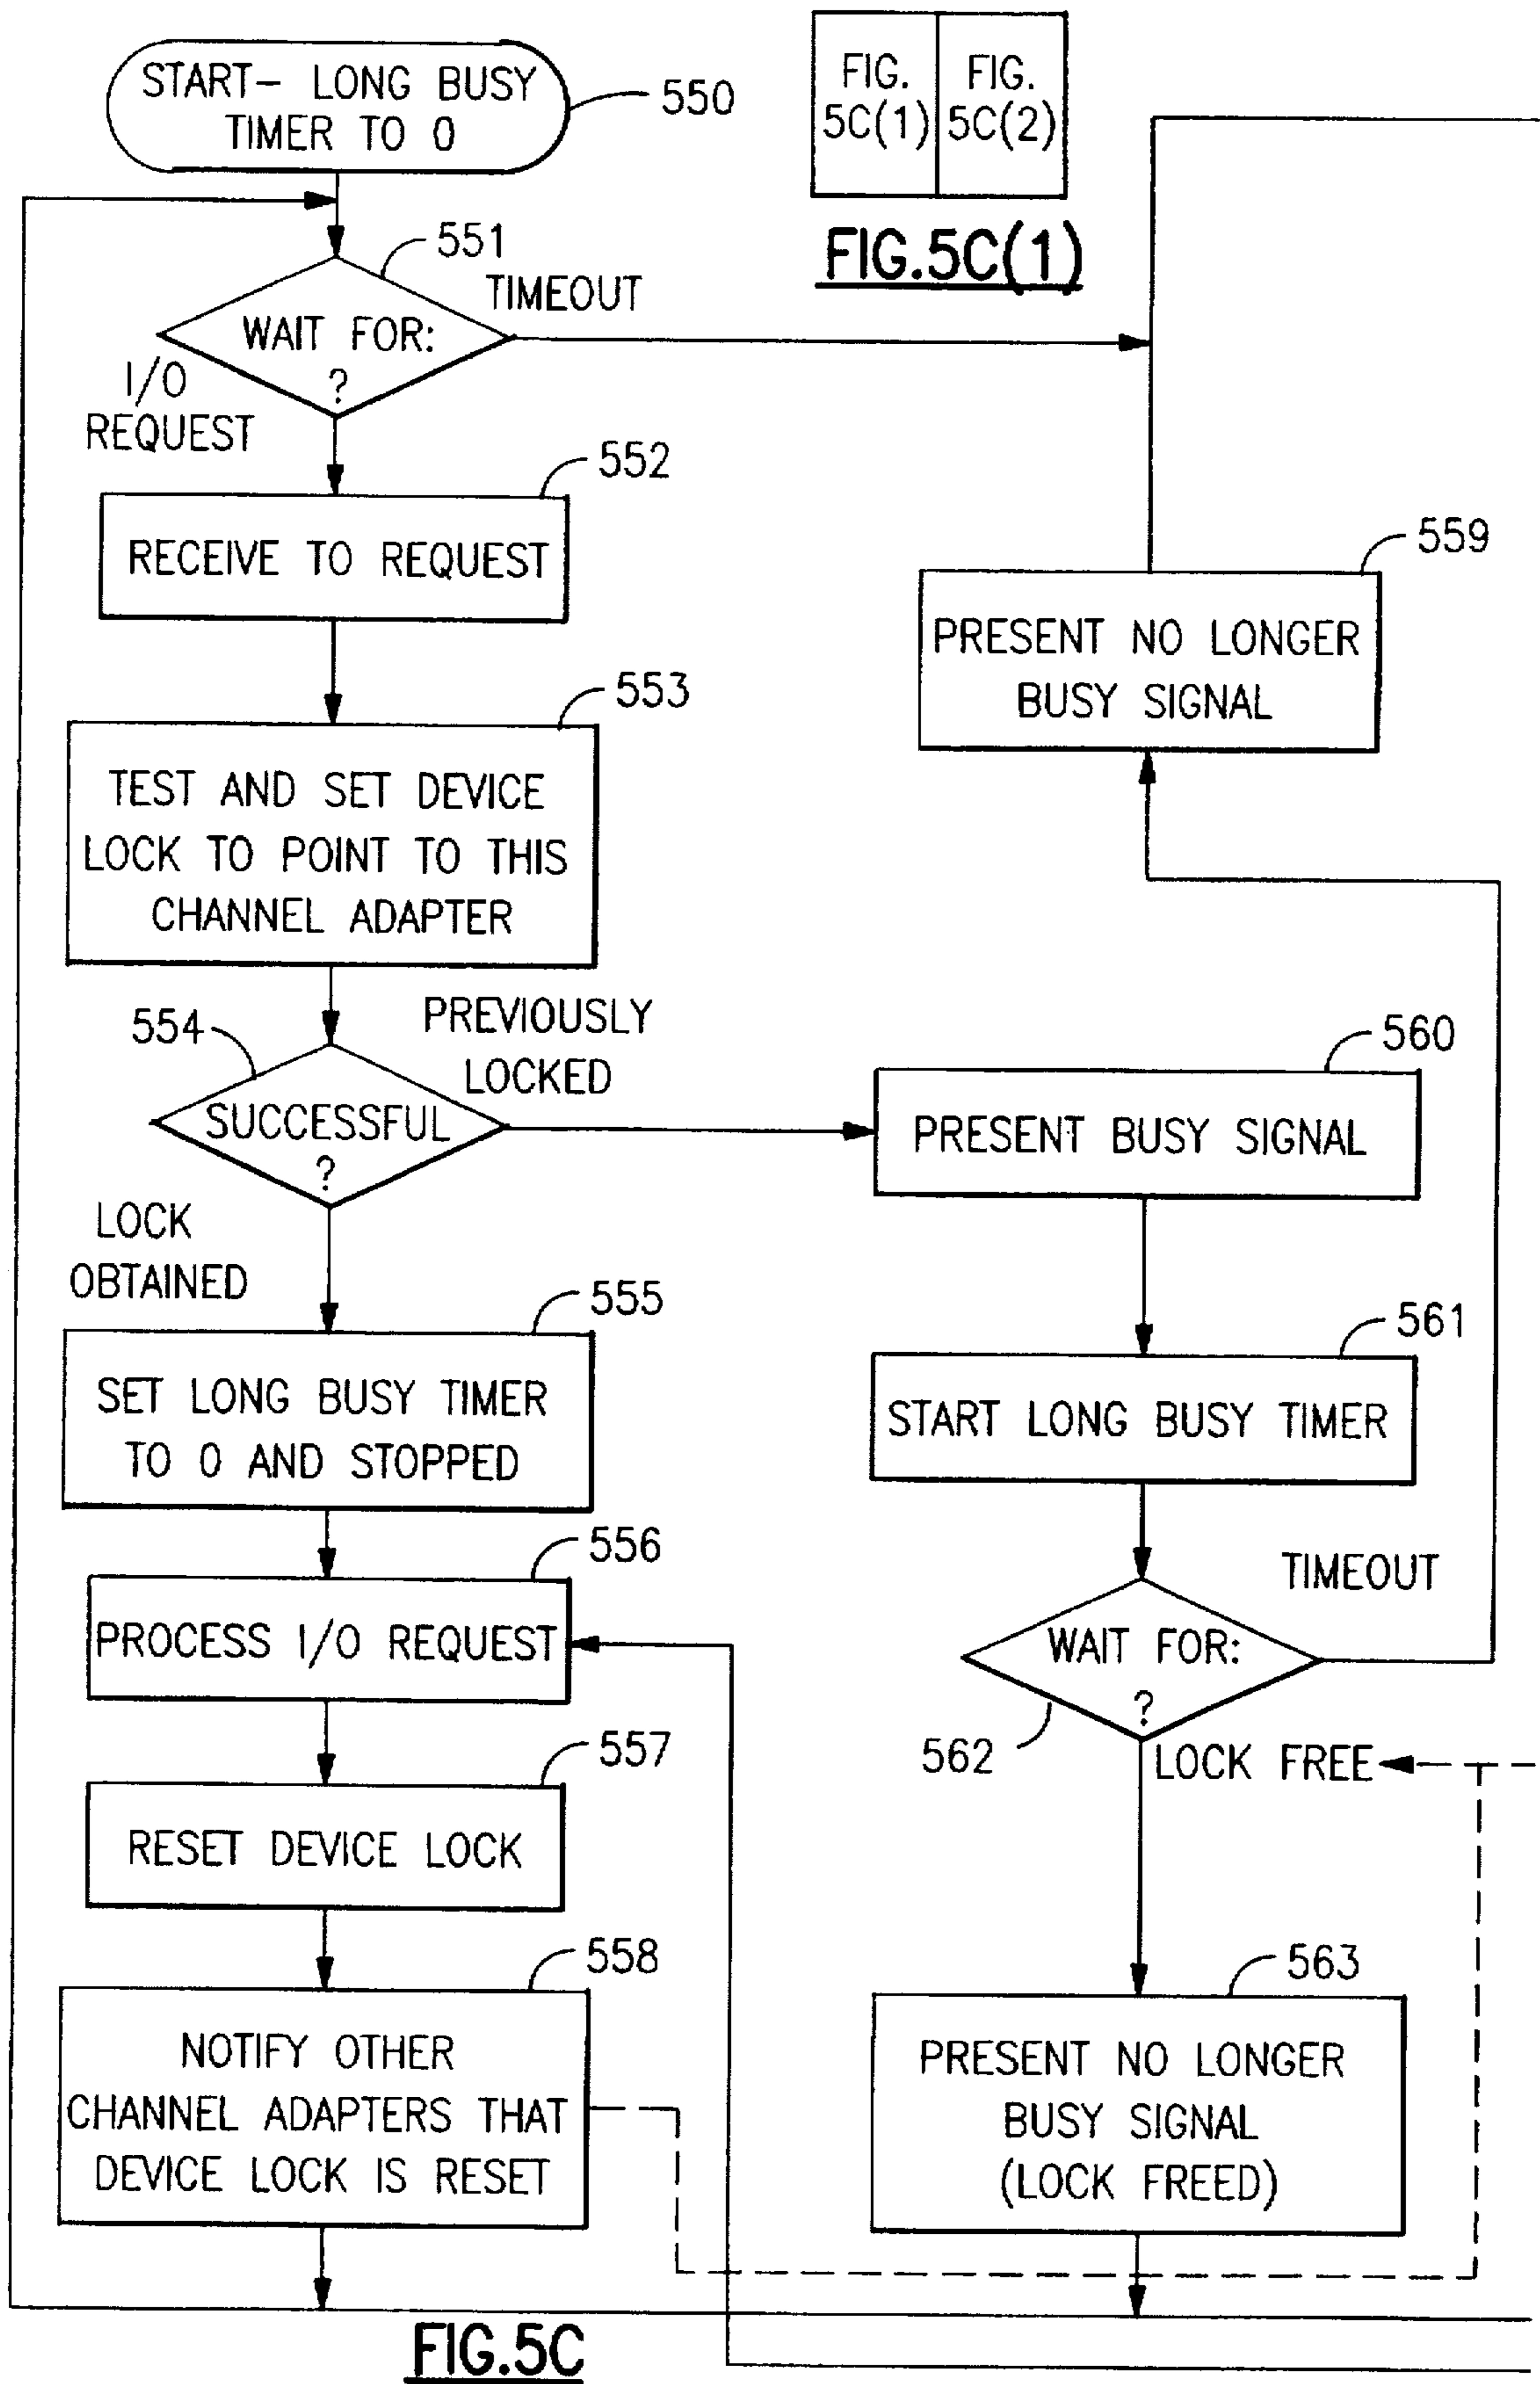 START- LONG BUSY
TIMER TO 0
550
FIG.
5C(1)
FIG.
5C(2)
FIG.5C(1)
551
TIMEOUT
WAIT FOR:
?
I/O
REQUEST
552
RECEIVE TO REQUEST
559
PRESENT NO LONGER
BUSY SIGNAL
553
TEST AND SET DEVICE
LOCK TO POINT TO THIS
CHANNEL ADAPTER
554
PREVIOUSLY
LOCKED
SUCCESSFUL
?
560
PRESENT BUSY SIGNAL
LOCK
OBTAINED
555
SET LONG BUSY TIMER
TO 0 AND STOPPED
561
START LONG BUSY TIMER
556
PROCESS I/O REQUEST
TIMEOUT
WAIT FOR:
?
562
LOCK FREE
557
RESET DEVICE LOCK
558
NOTIFY OTHER
CHANNEL ADAPTERS THAT
DEVICE LOCK IS RESET
563
PRESENT NO LONGER
BUSY SIGNAL
(LOCK FREED)
FIG.5C